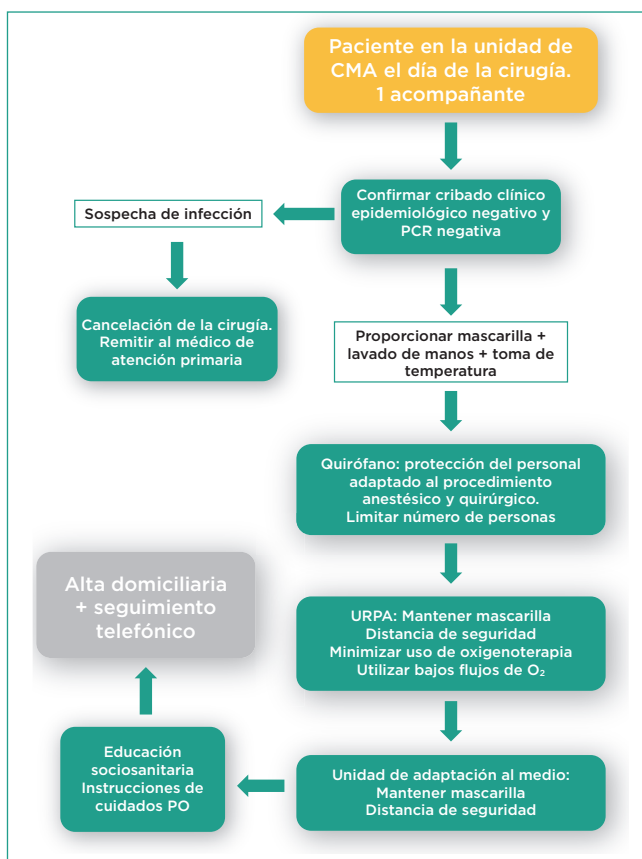 Paciente en la unidad de
CMA el día de la cirugía.
1 acompañante
Confirmar cribado clínico
epidemiológico negativo y
PCR negativa
Sospecha de infección
Cancelación de la cirugía.
Remitir al médico de
atención primaria
Proporcionar mascarilla +
lavado de manos + toma de
temperatura
Quirófano: protección del personal
adaptado al procedimiento
anestésico y quirúrgico.
Limitar número de personas
URPA: Mantener mascarilla
Distancia de seguridad
Minimizar uso de oxigenoterapia
Utilizar bajos flujos de O₂
Unidad de adaptación al medio:
Mantener mascarilla
Distancia de seguridad
Educación
sociosanitaria
Instrucciones de
cuidados PO
Alta domiciliaria
+ seguimiento
telefónico